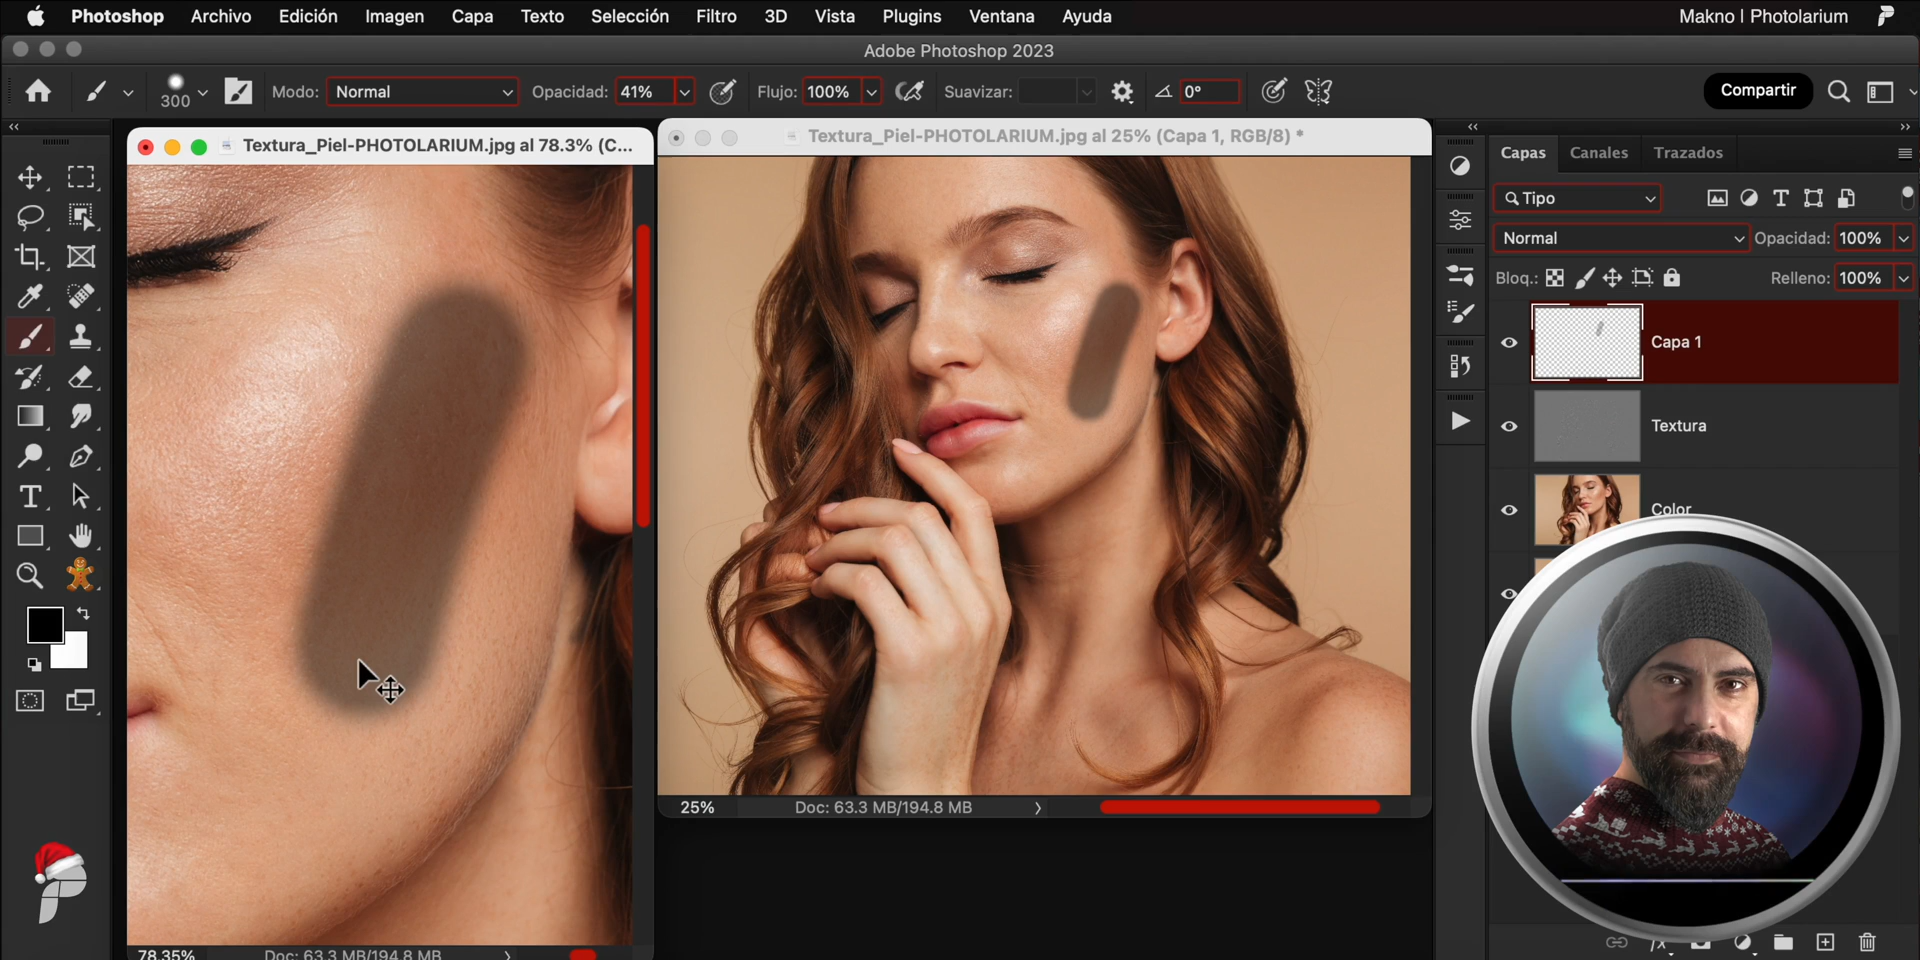 Photoshop Archivo Edición Imagen Capa Texto Selección Filtro 3D Vista Plugins Ventana Ayuda Makno | Photolarium
Adobe Photoshop 2023
300 Modo: Normal Opacidad: 41% Flujo: 100% Suavizar: 0° Compartir
Textura_Piel-PHOTOLARIUM.jpg al 78.3% (C...
Textura_Piel-PHOTOLARIUM.jpg al 25% (Capa 1, RGB/8) *
Capas Canales Trazados
Tipo
Normal Opacidad: 100%
Bloq.: Relleno: 100%
Capa 1
Textura
Color
25% Doc: 63.3 MB/194.8 MB
78.35% Doc: 63.3 MB/194.8 MB